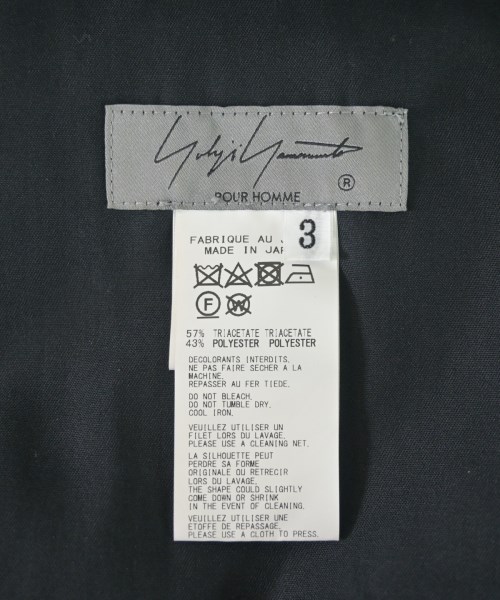 Yohji Yamamoto
®
POUR HOMME
3
FABRIQUE AU
MADE IN JAP
F W
57% TRIACETATE TRIACETATE
43% POLYESTER POLYESTER
DECOLORANTS INTERDITS.
NE PAS FAIRE SECHER A LA
MACHINE.
REPASSER AU FER TIEDE.
DO NOT BLEACH.
DO NOT TUMBLE DRY.
COOL IRON.
VEUILLEZ UTILISER UN
FILET LORS DU LAVAGE.
PLEASE USE A CLEANING NET.
LA SILHOUETTE PEUT
PERDRE SA FORME
ORIGINALE OU RETRECIR
LORS DU LAVAGE.
THE SHAPE COULD SLIGHTLY
COME DOWN OR SHRINK
IN THE EVENT OF CLEANING.
VEUILLEZ UTILISER UNE
ETOFFE DE REPASSAGE.
PLEASE USE A CLOTH TO PRESS.